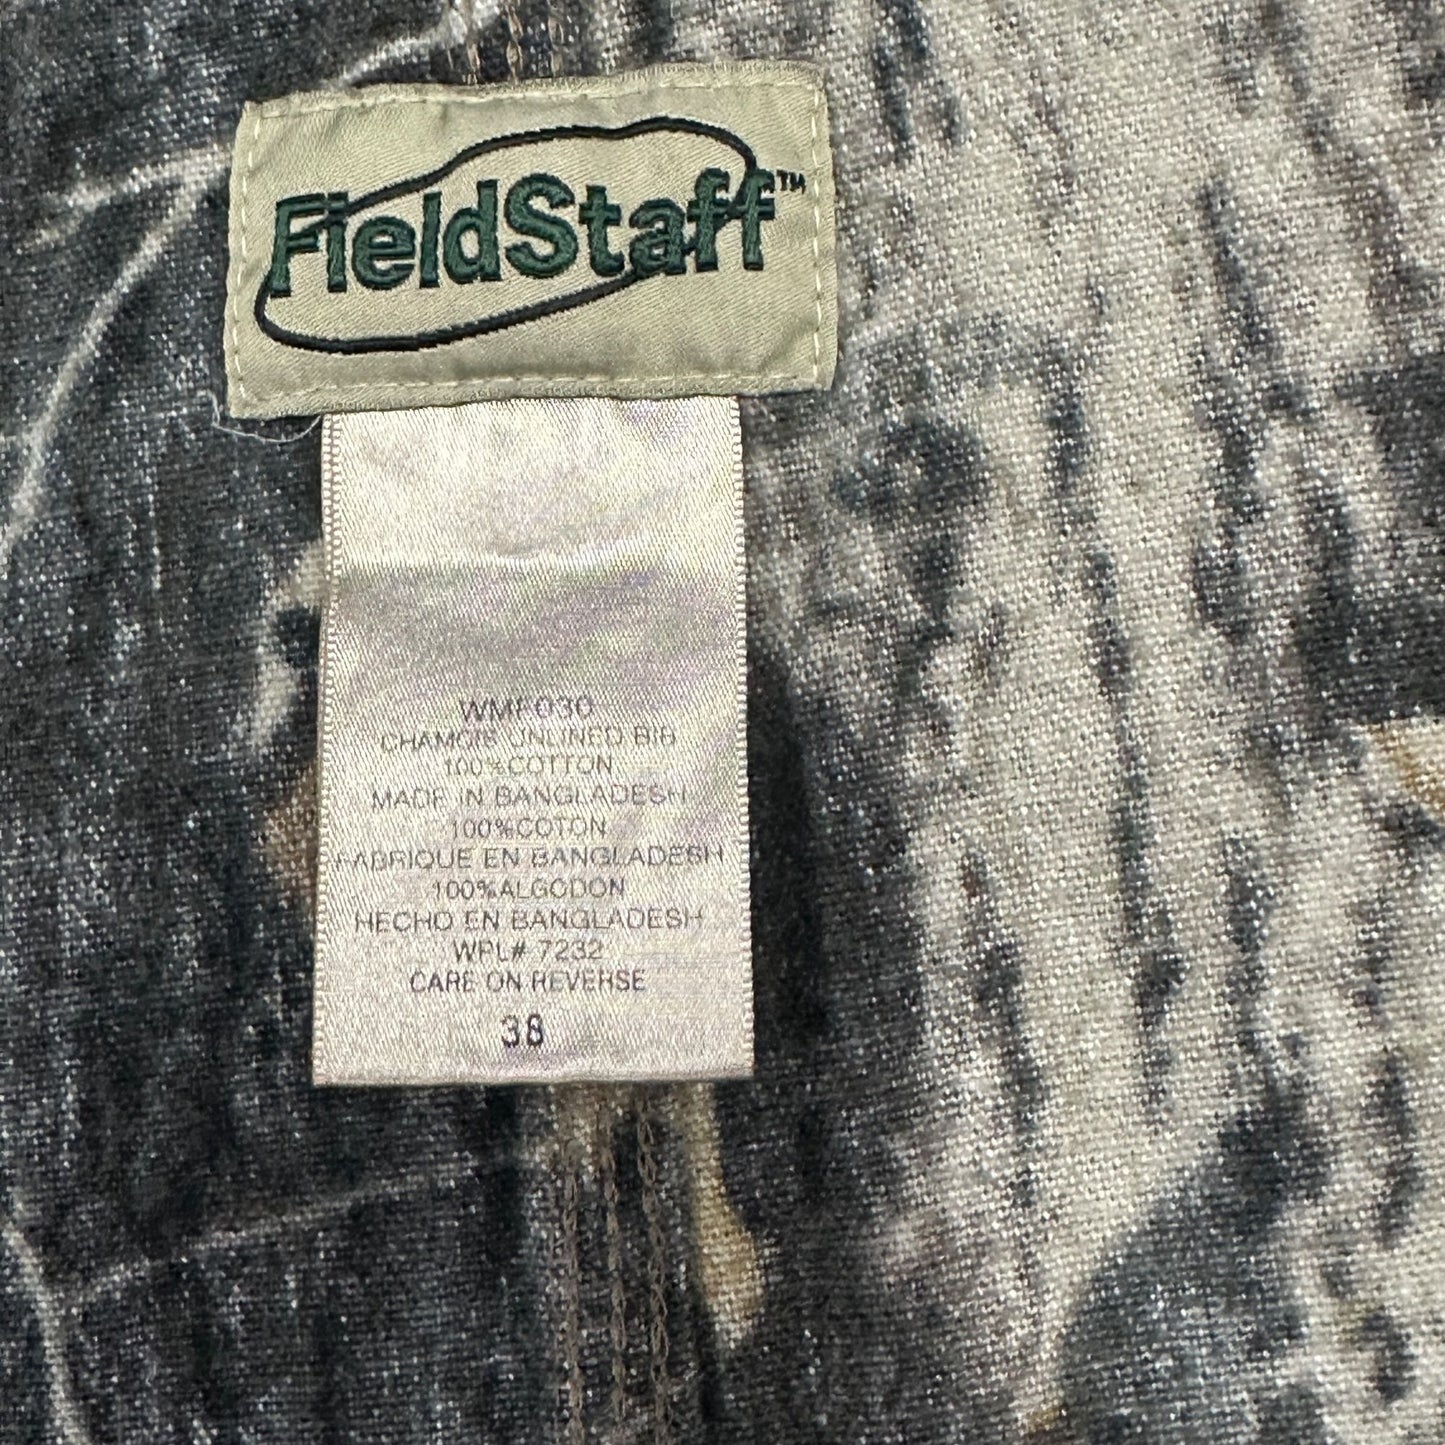 FieldStaff™
WMF030
CHAMOIS UNLINED BIB
100%COTTON
MADE IN BANGLADESH
100%COTON
FABRIQUE EN BANGLADESH
100%ALGODON
HECHO EN BANGLADESH
WPL# 7232
CARE ON REVERSE
38